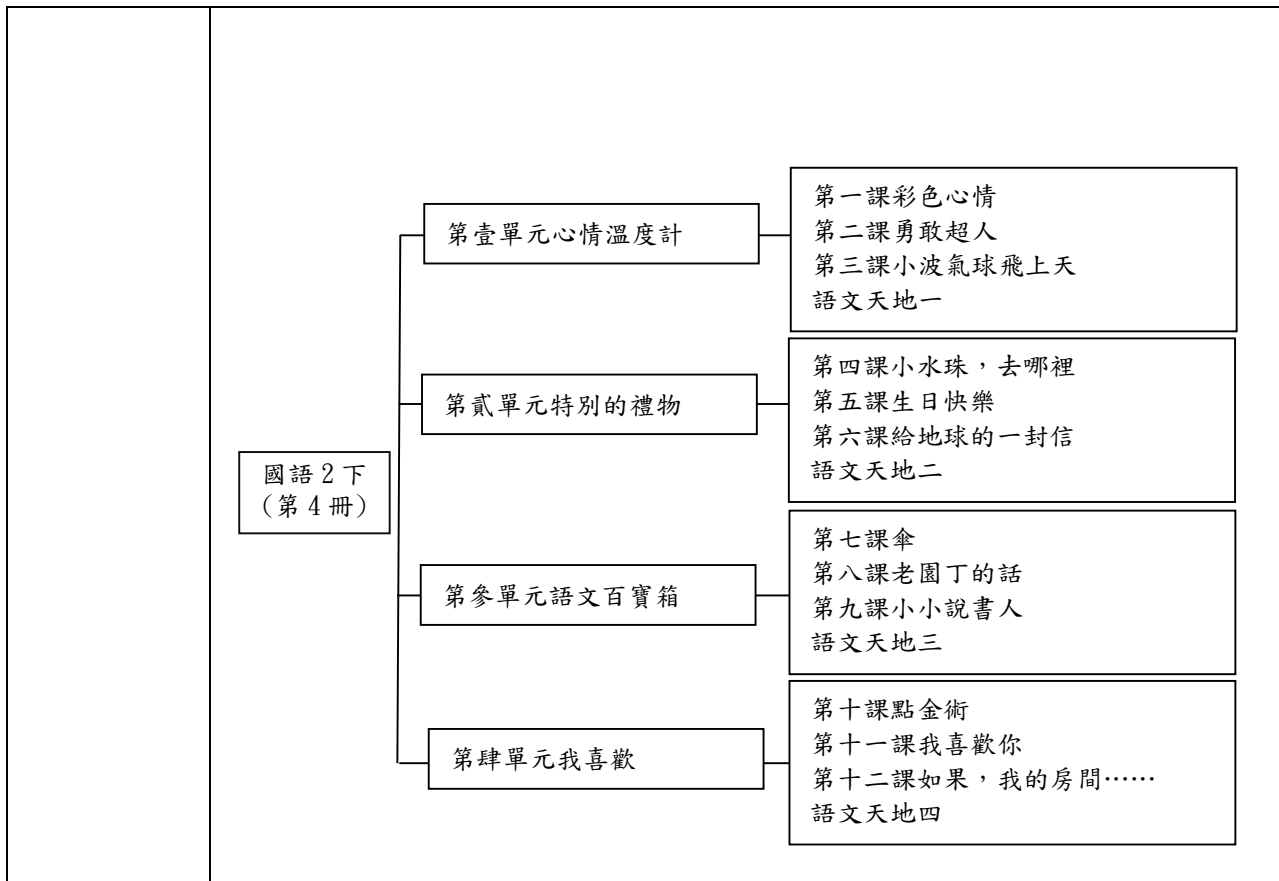 國語2下
（第4冊）
第壹單元心情溫度計
第一課彩色心情
第二課勇敢超人
第三課小波氣球飛上天
語文天地一
第貳單元特別的禮物
第四課小水珠，去哪裡
第五課生日快樂
第六課給地球的一封信
語文天地二
第參單元語文百寶箱
第七課傘
第八課老園丁的話
第九課小小說書人
語文天地三
第肆單元我喜歡
第十課點金術
第十一課我喜歡你
第十二課如果，我的房間……
語文天地四